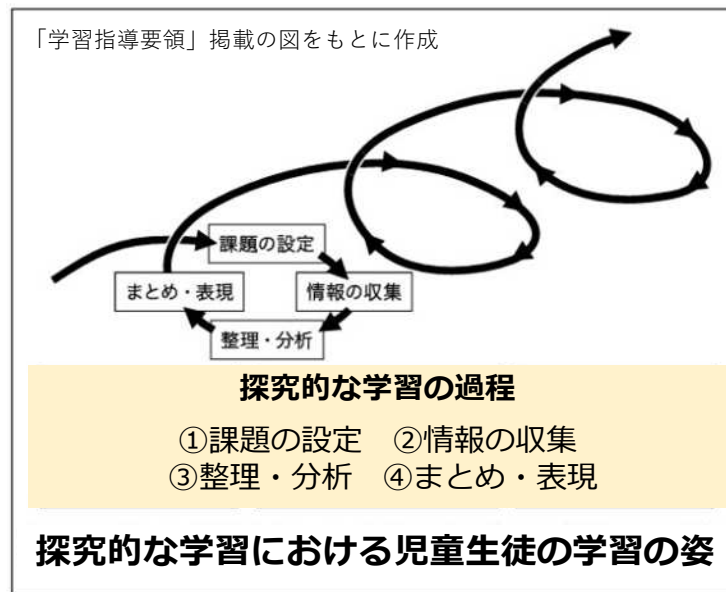 「学習指導要領」掲載の図をもとに作成
課題の設定
まとめ・表現
情報の収集
整理・分析
探究的な学習の過程
①課題の設定　②情報の収集
③整理・分析　④まとめ・表現
探究的な学習における児童生徒の学習の姿